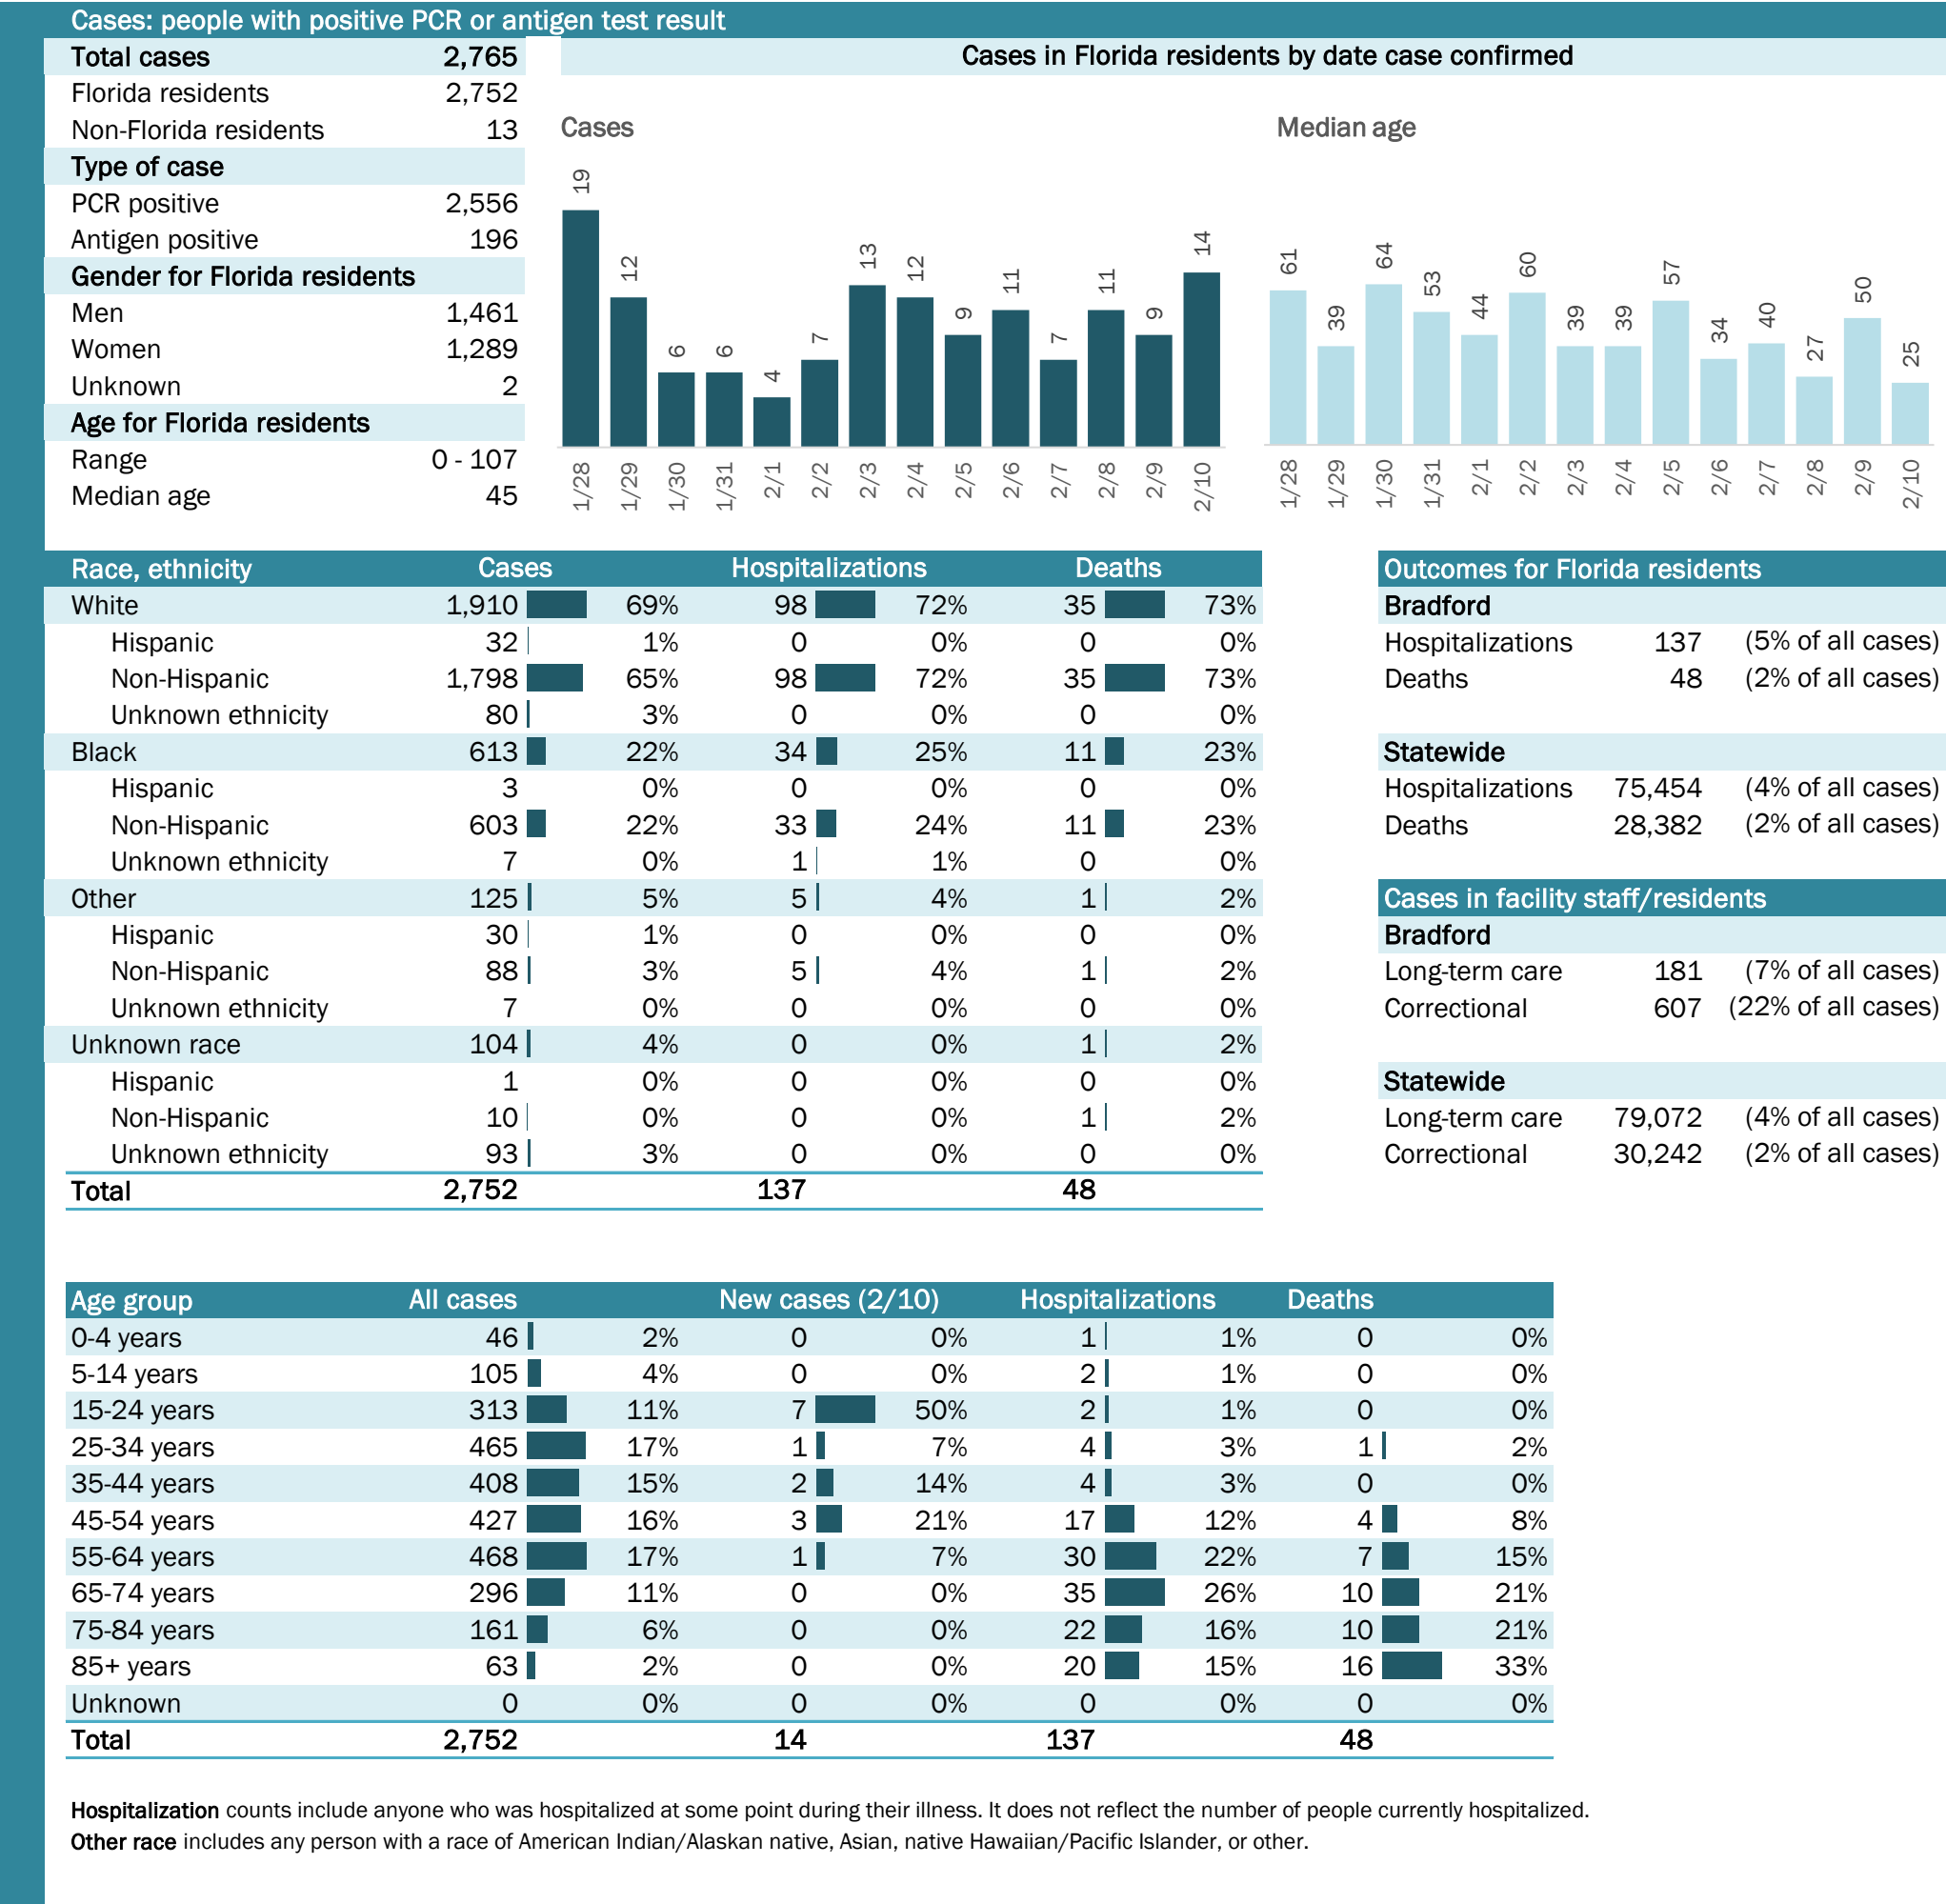 Cases: people with positive PCR or antigen test result
Total cases 2,765
Florida residents 2,752
Non-Florida residents 13
Type of case
PCR positive 2,556
Antigen positive 196
Gender for Florida residents
Men 1,461
Women 1,289
Unknown 2
Age for Florida residents
Range 0 - 107
Median age 45
Cases in Florida residents by date case confirmed
Cases
19 12 6 6 4 7 13 12 9 11 7 11 9 14
1/28 1/29 1/30 1/31 2/1 2/2 2/3 2/4 2/5 2/6 2/7 2/8 2/9 2/10
Median age
61 39 64 53 44 60 39 39 57 34 40 27 50 25
1/28 1/29 1/30 1/31 2/1 2/2 2/3 2/4 2/5 2/6 2/7 2/8 2/9 2/10
Race, ethnicity Cases Hospitalizations Deaths
White 1,910 69% 98 72% 35 73%
Hispanic 32 1% 0 0% 0 0%
Non-Hispanic 1,798 65% 98 72% 35 73%
Unknown ethnicity 80 3% 0 0% 0 0%
Black 613 22% 34 25% 11 23%
Hispanic 3 0% 0 0% 0 0%
Non-Hispanic 603 22% 33 24% 11 23%
Unknown ethnicity 7 0% 1 1% 0 0%
Other 125 5% 5 4% 1 2%
Hispanic 30 1% 0 0% 0 0%
Non-Hispanic 88 3% 5 4% 1 2%
Unknown ethnicity 7 0% 0 0% 0 0%
Unknown race 104 4% 0 0% 1 2%
Hispanic 1 0% 0 0% 0 0%
Non-Hispanic 10 0% 0 0% 1 2%
Unknown ethnicity 93 3% 0 0% 0 0%
Total 2,752 137 48
Outcomes for Florida residents
Bradford
Hospitalizations 137 (5% of all cases)
Deaths 48 (2% of all cases)
Statewide
Hospitalizations 75,454 (4% of all cases)
Deaths 28,382 (2% of all cases)
Cases in facility staff/residents
Bradford
Long-term care 181 (7% of all cases)
Correctional 607 (22% of all cases)
Statewide
Long-term care 79,072 (4% of all cases)
Correctional 30,242 (2% of all cases)
Age group All cases New cases (2/10) Hospitalizations Deaths
0-4 years 46 2% 0 0% 1 1% 0 0%
5-14 years 105 4% 0 0% 2 1% 0 0%
15-24 years 313 11% 7 50% 2 1% 0 0%
25-34 years 465 17% 1 7% 4 3% 1 2%
35-44 years 408 15% 2 14% 4 3% 0 0%
45-54 years 427 16% 3 21% 17 12% 4 8%
55-64 years 468 17% 1 7% 30 22% 7 15%
65-74 years 296 11% 0 0% 35 26% 10 21%
75-84 years 161 6% 0 0% 22 16% 10 21%
85+ years 63 2% 0 0% 20 15% 16 33%
Unknown 0 0% 0 0% 0 0% 0 0%
Total 2,752 14 137 48
Hospitalization counts include anyone who was hospitalized at some point during their illness. It does not reflect the number of people currently hospitalized.
Other race includes any person with a race of American Indian/Alaskan native, Asian, native Hawaiian/Pacific Islander, or other.